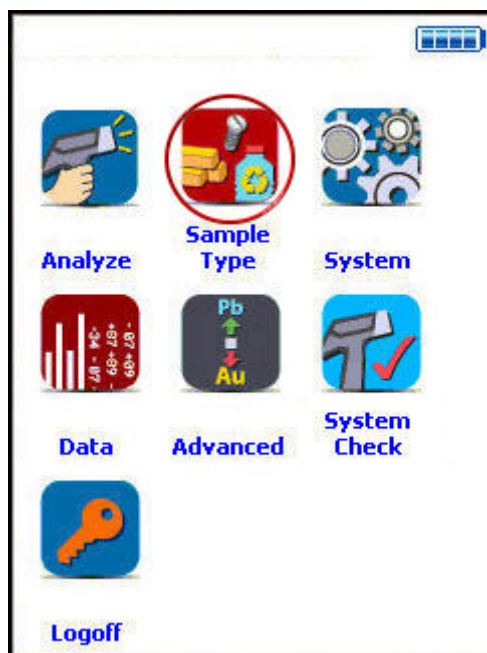 Sample
Analyze Type System
Pb
Au
Data Advanced System
Check
Logoff